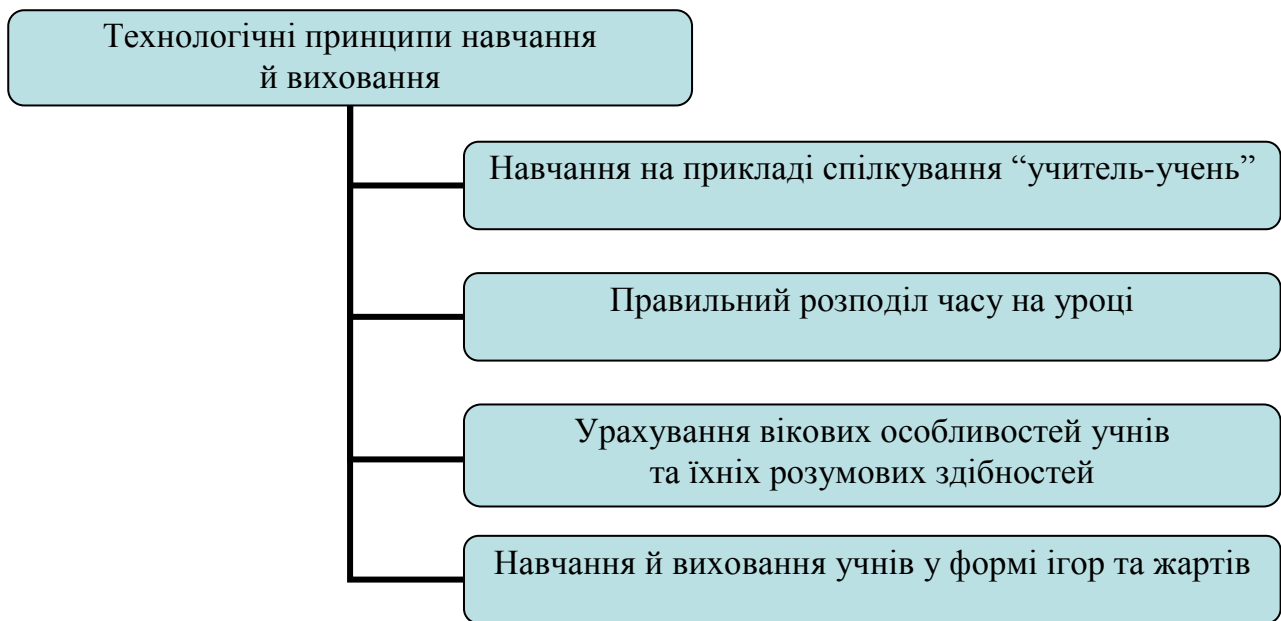 Технологічні принципи навчання
й виховання
Навчання на прикладі спілкування “учитель-учень”
Правильний розподіл часу на уроці
Урахування вікових особливостей учнів
та їхніх розумових здібностей
Навчання й виховання учнів у формі ігор та жартів